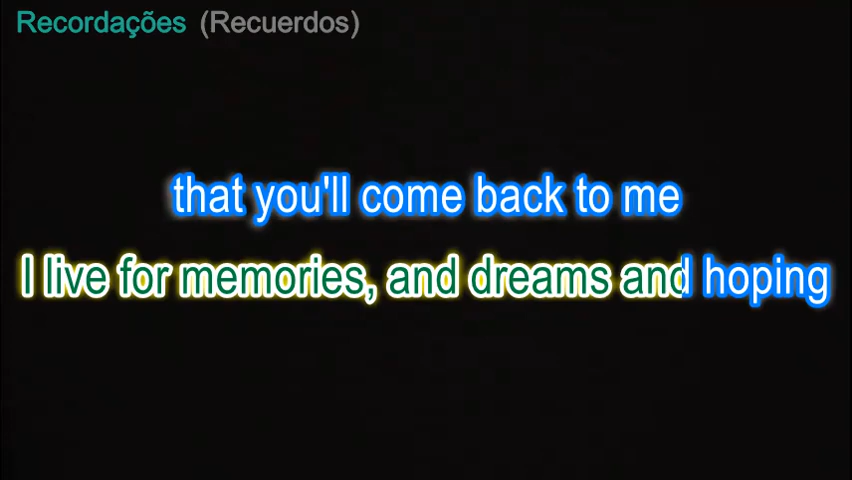 Recordações (Recuerdos)
that you'll come back to me
I live for memories, and dreams and hoping